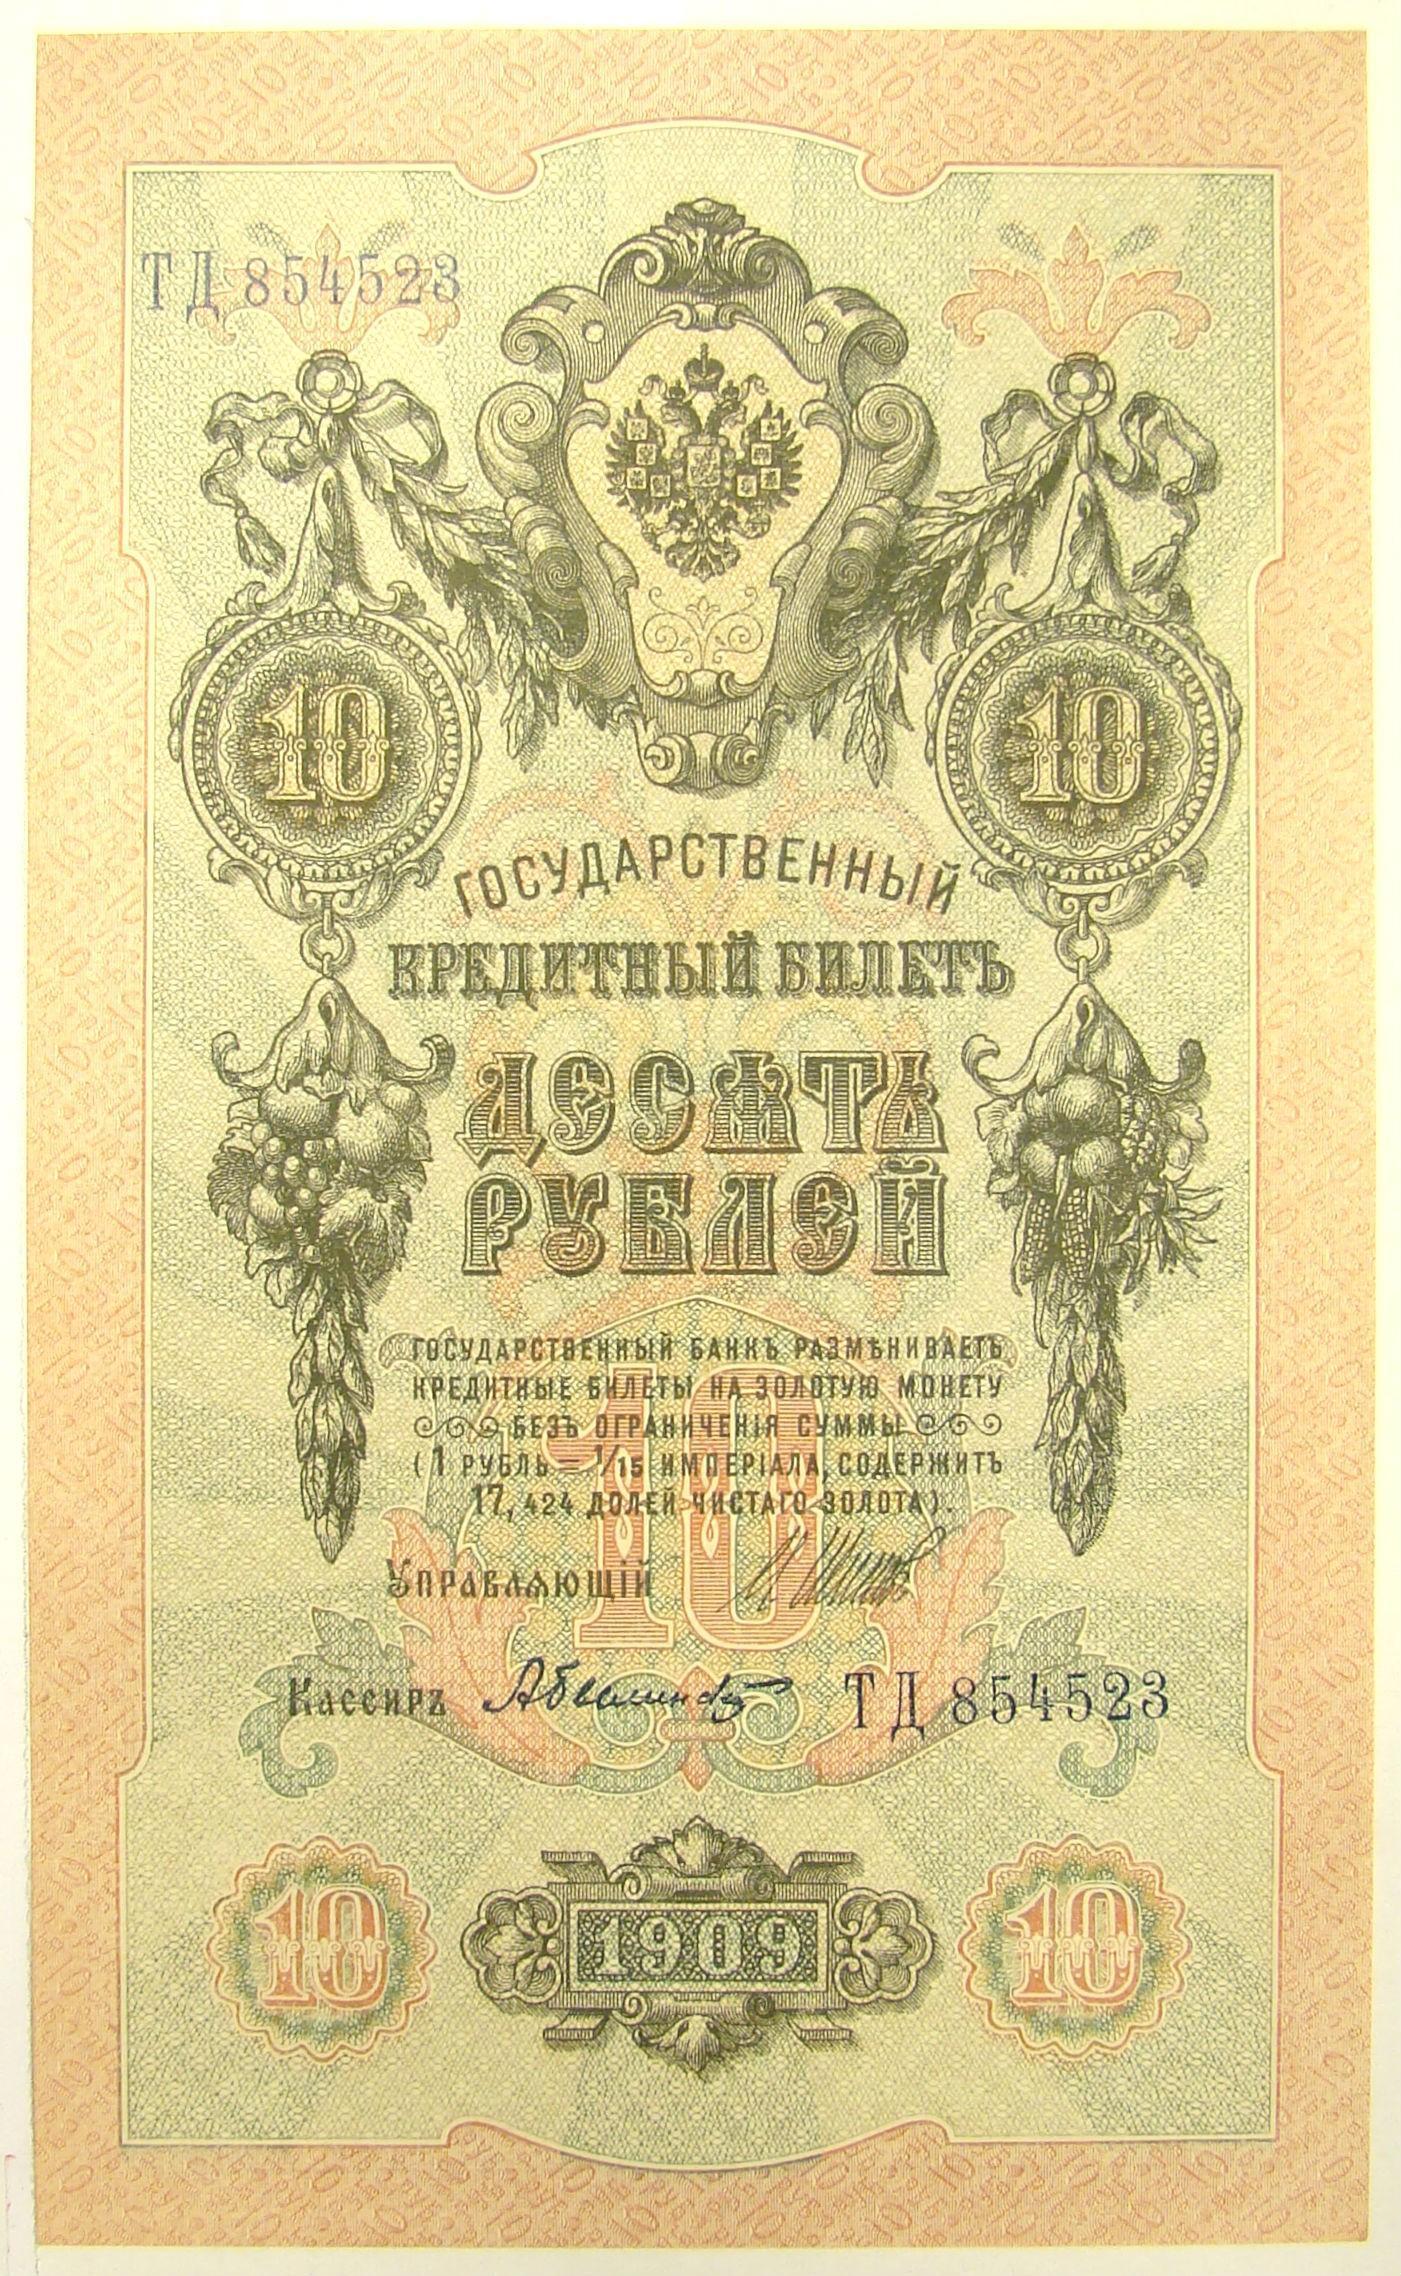 ТД 854523
10 10
ГОСУДАРСТВЕННЫЙ
КРЕДИТНЫЙ БИЛЕТЪ
ДЕСЯТЬ
РУБЛЕЙ
ГОСУДАРСТВЕННЫЙ БАНКЪ РАЗМѢНИВАЕТЪ
КРЕДИТНЫЕ БИЛЕТЫ НА ЗОЛОТУЮ МОНЕТУ
БЕЗЪ ОГРАНИЧЕНІЯ СУММЫ
(1 РУБЛЬ = 1/15 ИМПЕРІАЛА, СОДЕРЖИТЪ
17,424 ДОЛЕЙ ЧИСТАГО ЗОЛОТА).
10
УПРАВЛЯЮЩІЙ
КАССИРЪ ТД 854523
10 1909 10